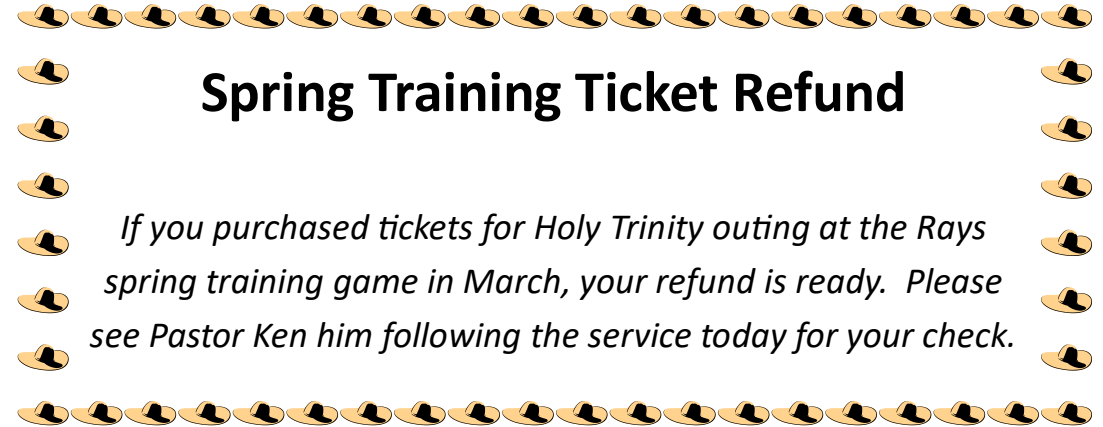 Spring Training Ticket Refund
If you purchased tickets for Holy Trinity outing at the Rays
spring training game in March, your refund is ready.  Please
see Pastor Ken him following the service today for your check.